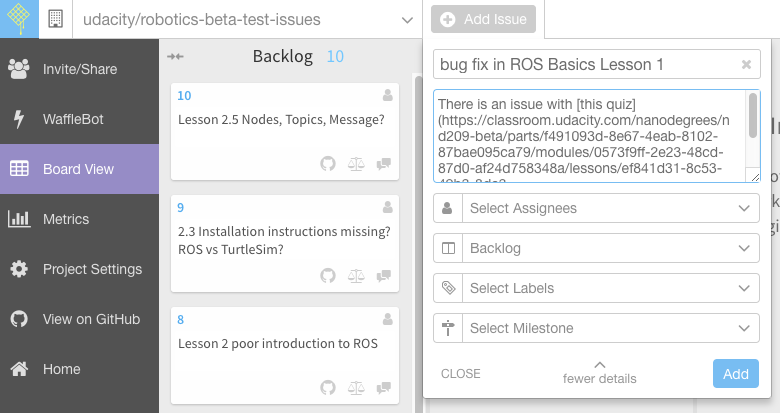 udacity/robotics-beta-test-issues
Add Issue
Invite/Share
WaffleBot
Board View
Metrics
Project Settings
View on GitHub
Home
Backlog 10
10
Lesson 2.5 Nodes, Topics, Message?
9
2.3 Installation instructions missing?
ROS vs TurtleSim?
8
Lesson 2 poor introduction to ROS
bug fix in ROS Basics Lesson 1
There is an issue with [this quiz]
(https://classroom.udacity.com/nanodegrees/n
d209-beta/parts/f491093d-8e67-4eab-8102-
87bae095ca79/modules/0573f9ff-2e23-48cd-
87d0-af24d758348a/lessons/ef841d31-8c53-
Select Assignees
Backlog
Select Labels
Select Milestone
CLOSE
fewer details
Add